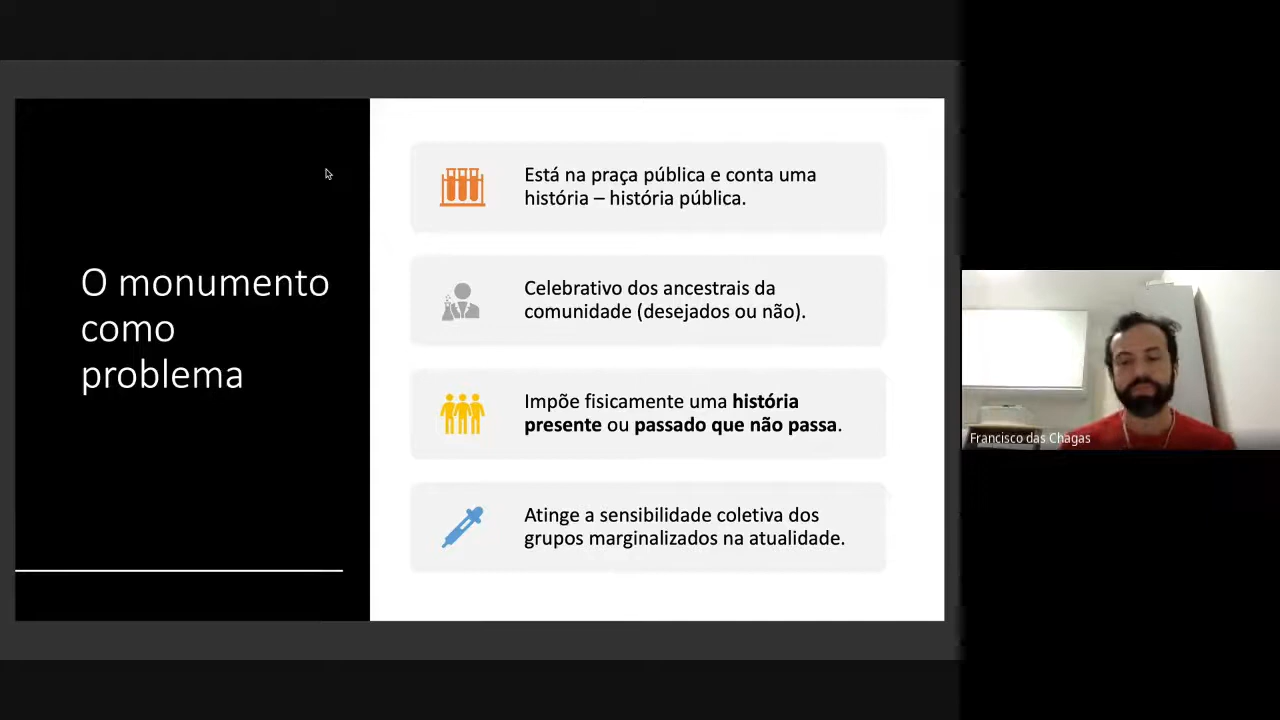 O monumento
como
problema
Está na praça pública e conta uma
história – história pública.
Celebrativo dos ancestrais da
comunidade (desejados ou não).
Impõe fisicamente uma história
presente ou passado que não passa.
Atinge a sensibilidade coletiva dos
grupos marginalizados na atualidade.
Francisco das Chagas